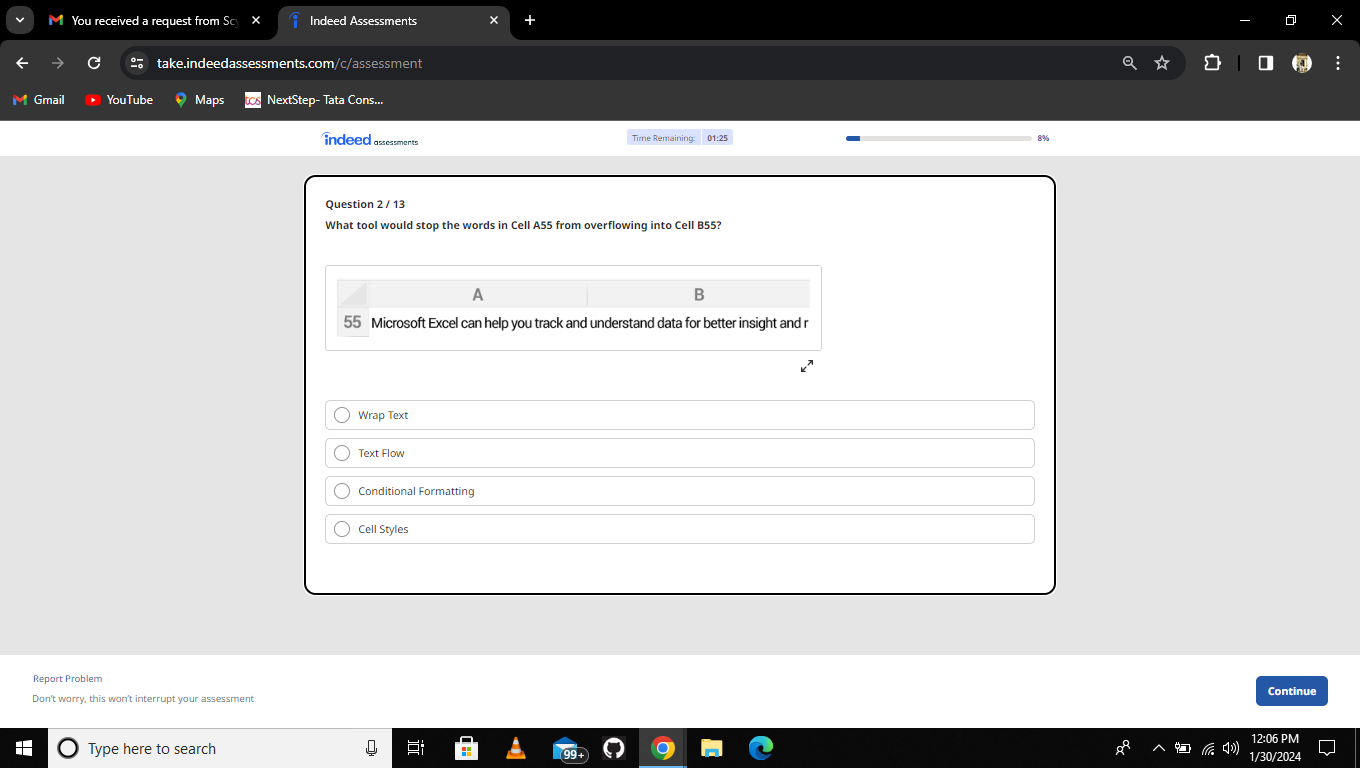 You received a request from Sc
Indeed Assessments
take.indeedassessments.com/c/assessment
Gmail
YouTube
Maps
tcs
NextStep- Tata Cons...
indeed assessments
Time Remaining: 01:25
8%
Question 2 / 13
What tool would stop the words in Cell A55 from overflowing into Cell B55?
A B
55 Microsoft Excel can help you track and understand data for better insight and r
Wrap Text
Text Flow
Conditional Formatting
Cell Styles
Report Problem
Don't worry, this won't interrupt your assessment
Continue
Type here to search
99+
12:06 PM
1/30/2024